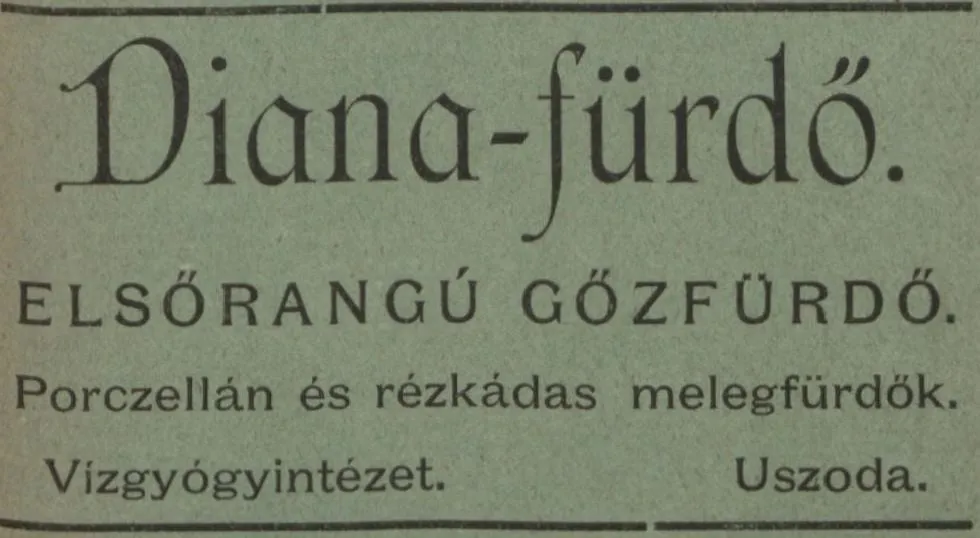 Diana-fürdő.
ELSŐRANGÚ GŐZFÜRDŐ.
Porczellán és rézkádas melegfürdők.
Vízgyógyintézet. Uszoda.